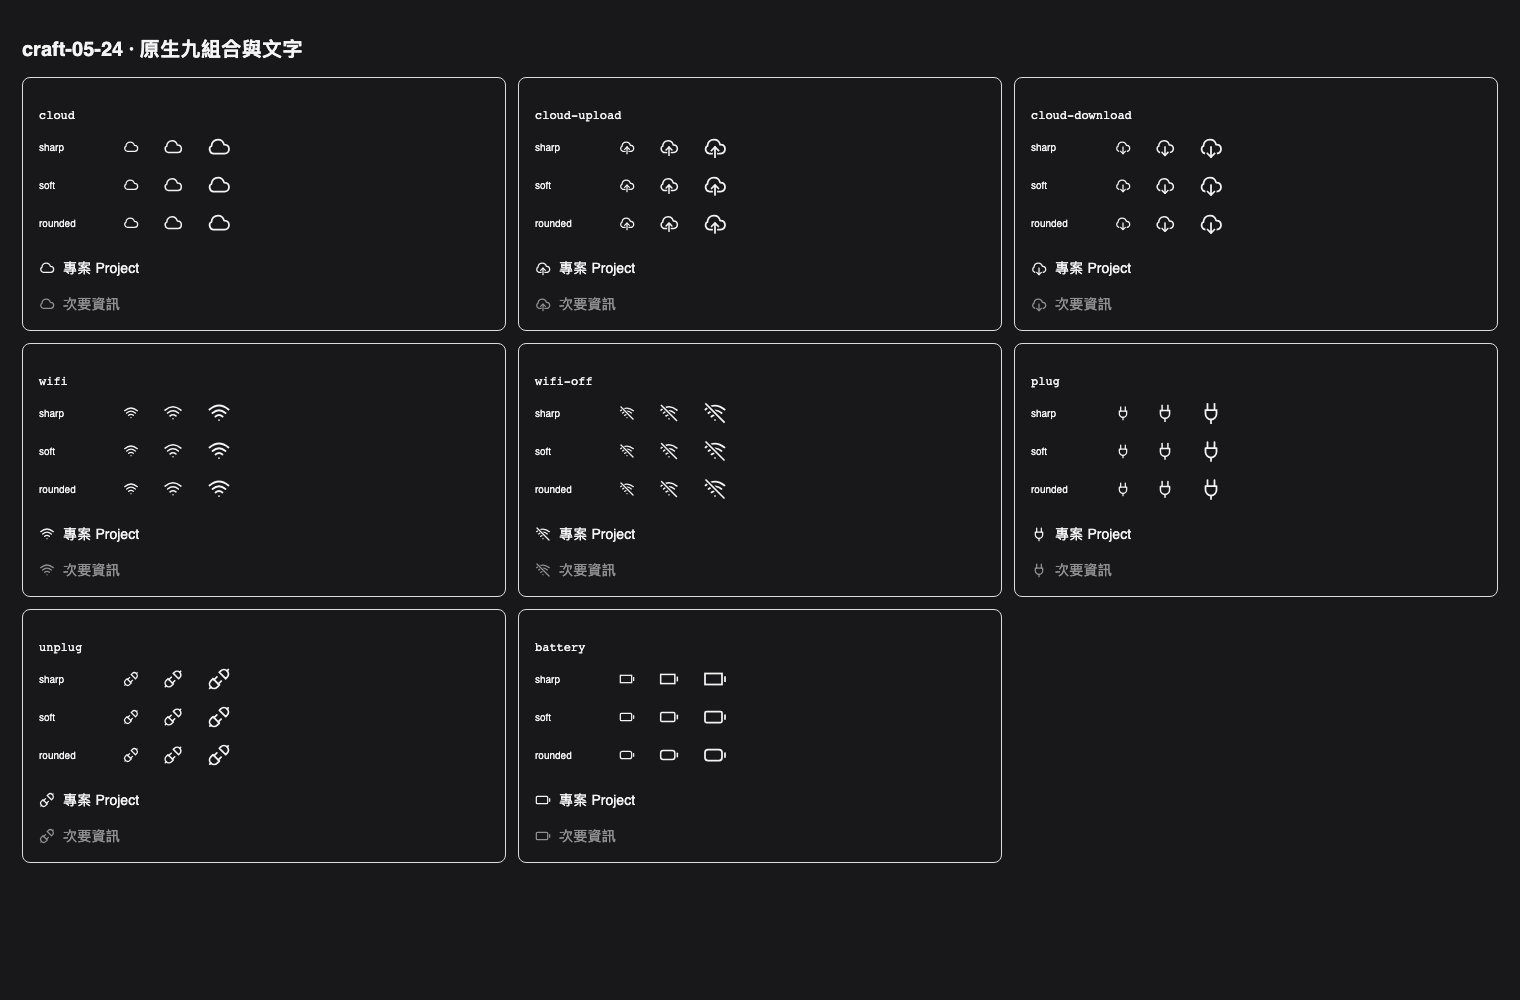 craft-05-24 · 原生九組合與文字
cloud
sharp
soft
rounded
專案 Project
次要資訊
cloud-upload
sharp
soft
rounded
專案 Project
次要資訊
cloud-download
sharp
soft
rounded
專案 Project
次要資訊
wifi
sharp
soft
rounded
專案 Project
次要資訊
wifi-off
sharp
soft
rounded
專案 Project
次要資訊
plug
sharp
soft
rounded
專案 Project
次要資訊
unplug
sharp
soft
rounded
專案 Project
次要資訊
battery
sharp
soft
rounded
專案 Project
次要資訊